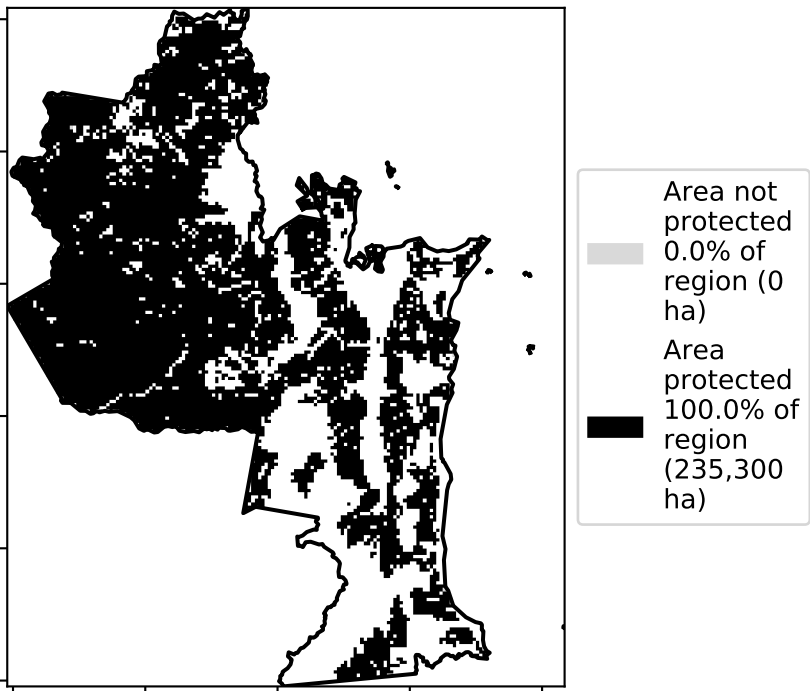 Area not
protected
0.0% of
region (0
ha)
Area
protected
100.0% of
region
(235,300
ha)